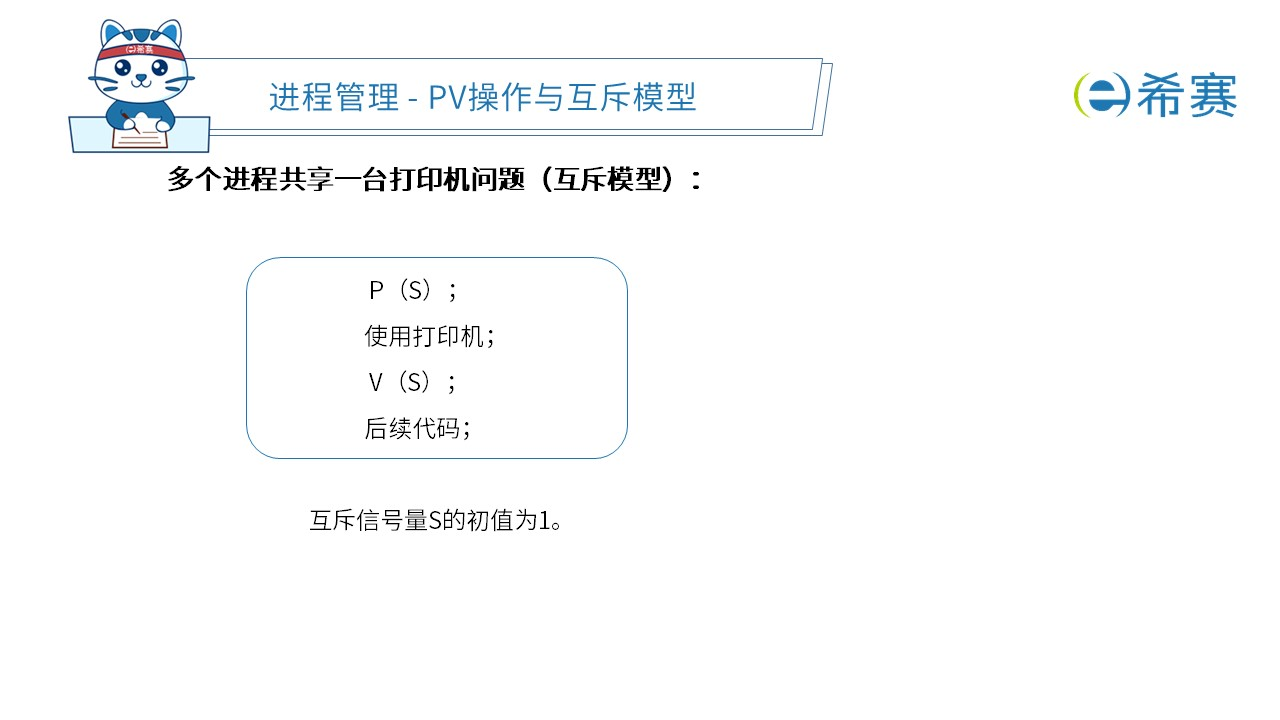 希赛
进程管理 - PV操作与互斥模型
希赛
多个进程共享一台打印机问题（互斥模型）：
P（S）；
使用打印机；
V（S）；
后续代码；
互斥信号量S的初值为1。